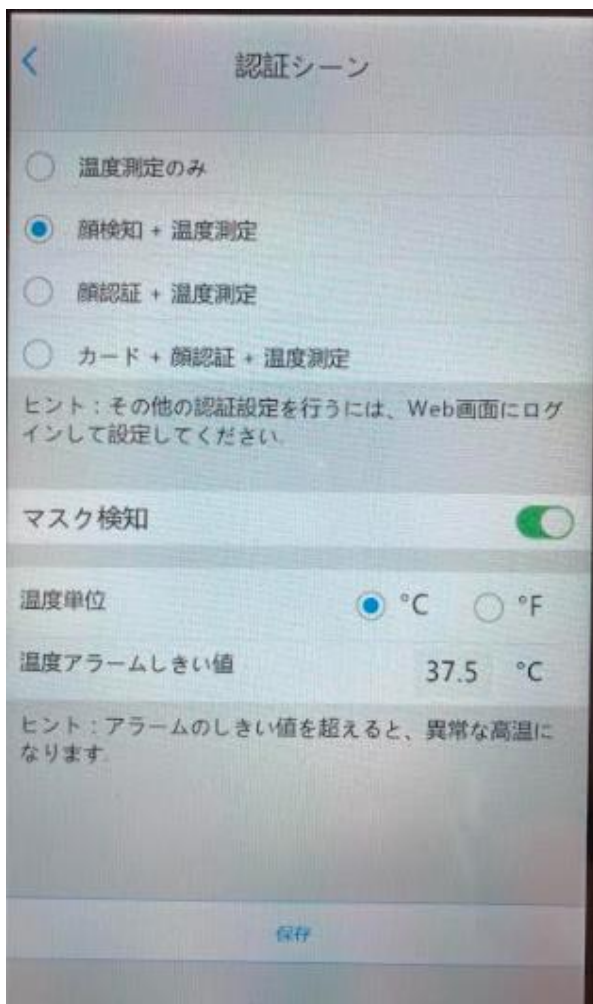 認証シーン
温度測定のみ
顔検知 + 温度測定
顔認証 + 温度測定
カード + 顔認証 + 温度測定
ヒント：その他の認証設定を行うには、Web画面にログ
インして設定してください.
マスク検知
温度単位 °C °F
温度アラームしきい値 37.5 °C
ヒント：アラームのしきい値を超えると、異常な高温に
なります.
保存